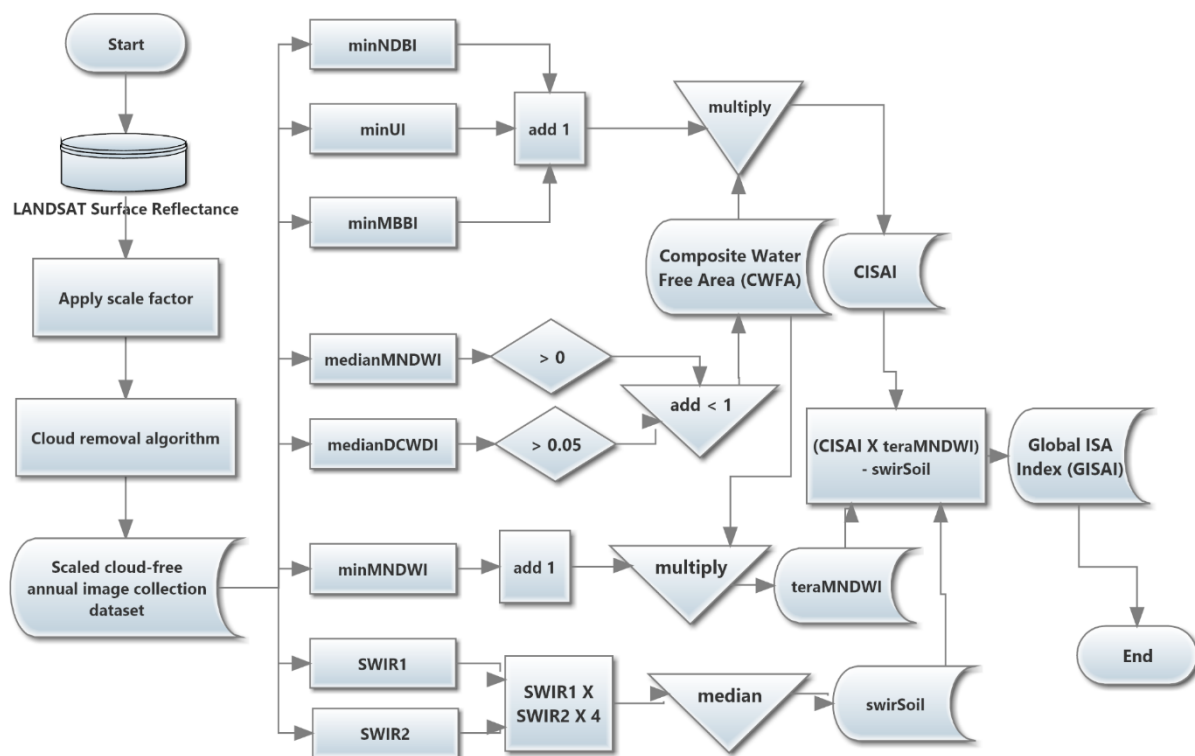 Start
LANDSAT Surface Reflectance
Apply scale factor
Cloud removal algorithm
Scaled cloud-free
annual image collection
dataset
minNDBI
minUI
minMBBI
add 1
multiply
Composite Water
Free Area (CWFA)
CISAI
medianMNDWI
> 0
medianDCWDI
> 0.05
add < 1
minMNDWI
add 1
multiply
teraMNDWI
SWIR1
SWIR2
SWIR1 X
SWIR2 X 4
median
swirSoil
(CISAI X teraMNDWI)
- swirSoil
Global ISA
Index (GISAI)
End